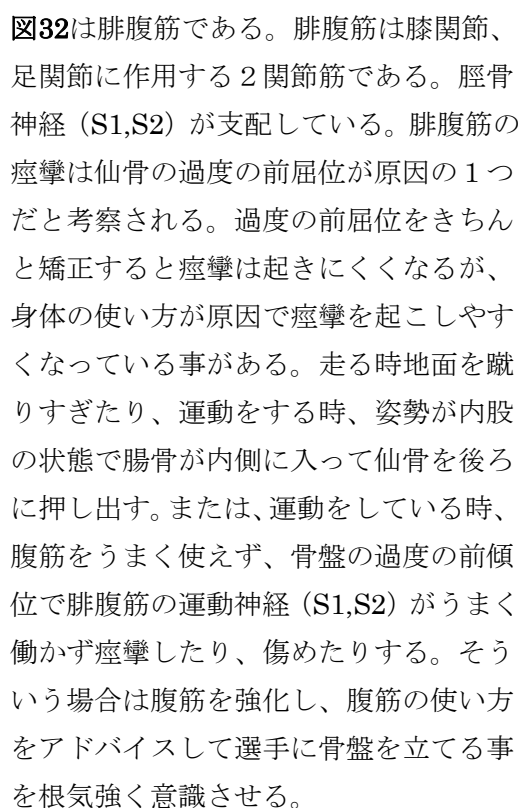 図32は腓腹筋である。腓腹筋は膝関節、
足関節に作用する２関節筋である。脛骨
神経（S1,S2）が支配している。腓腹筋の
痙攣は仙骨の過度の前屈位が原因の１つ
だと考察される。過度の前屈位をきちん
と矯正すると痙攣は起きにくくなるが、
身体の使い方が原因で痙攣を起こしやす
くなっている事がある。走る時地面を蹴
りすぎたり、運動をする時、姿勢が内股
の状態で腸骨が内側に入って仙骨を後ろ
に押し出す。または、運動をしている時、
腹筋をうまく使えず、骨盤の過度の前傾
位で腓腹筋の運動神経（S1,S2）がうまく
働かず痙攣したり、傷めたりする。そう
いう場合は腹筋を強化し、腹筋の使い方
をアドバイスして選手に骨盤を立てる事
を根気強く意識させる。